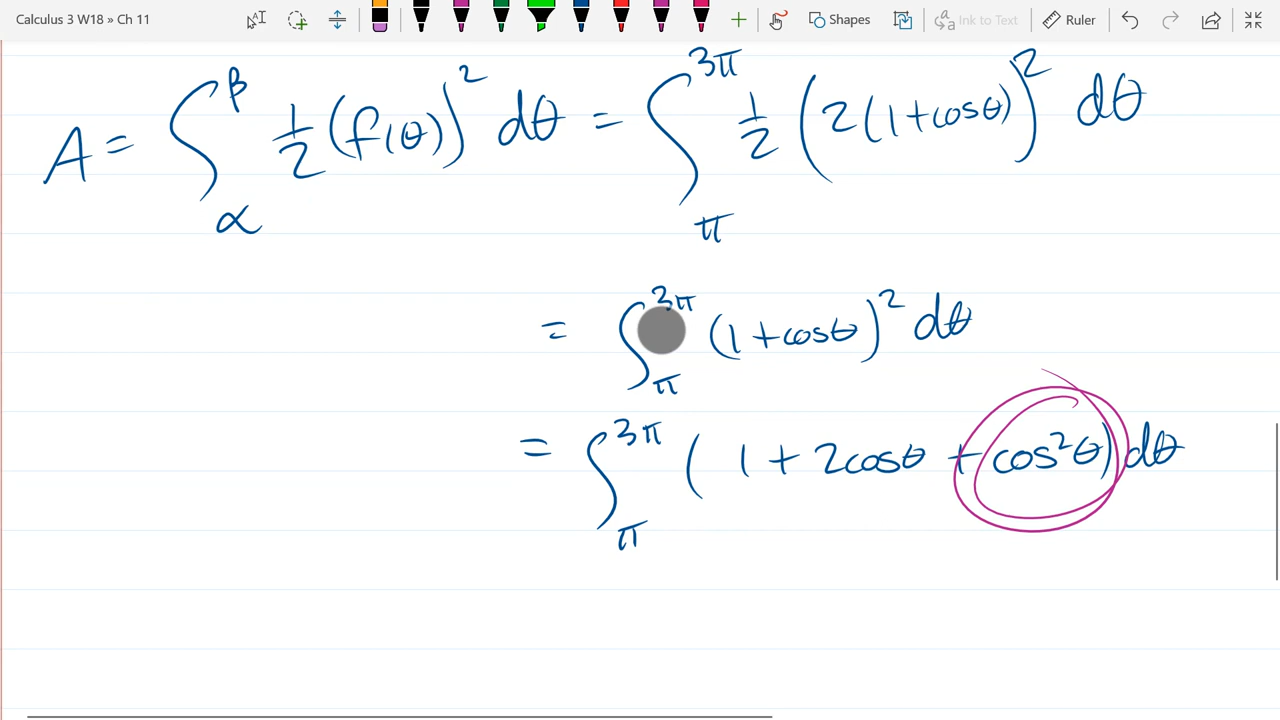 Calculus 3 W18 » Ch 11
Shapes
Ink to Text
Ruler
A = ∫_α^β 1/2 (f(θ))² dθ = ∫_π^3π 1/2 (2(1+cosθ))² dθ
= ∫_π^3π (1+cosθ)² dθ
= ∫_π^3π (1 + 2cosθ + cos²θ) dθ